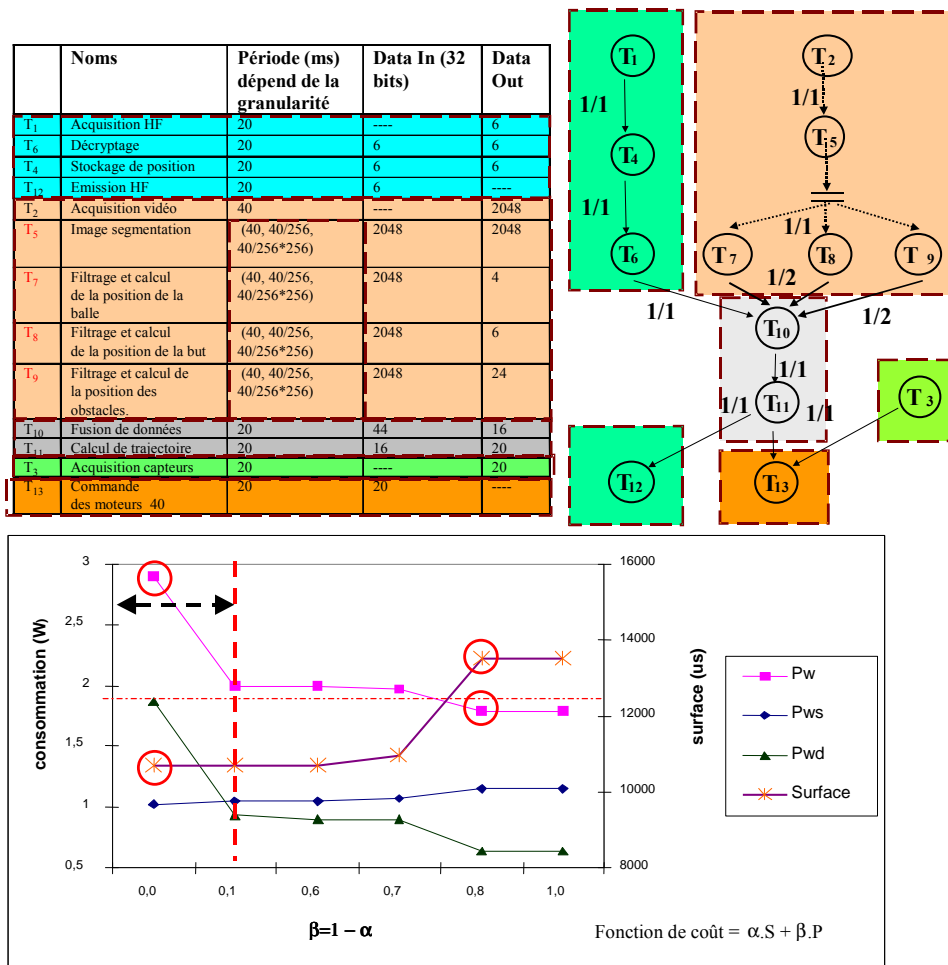 Noms Période (ms) dépend de la granularité Data In (32 bits) Data Out
T1 Acquisition HF 20 ---- 6
T6 Décryptage 20 6 6
T4 Stockage de position 20 6 6
T12 Emission HF 20 6 ----
T2 Acquisition vidéo 40 ---- 2048
T5 Image segmentation (40, 40/256, 40/256*256) 2048 2048
T7 Filtrage et calcul de la position de la balle (40, 40/256, 40/256*256) 2048 4
T8 Filtrage et calcul de la position de la but (40, 40/256, 40/256*256) 2048 6
T9 Filtrage et calcul de la position des obstacles. (40, 40/256, 40/256*256) 2048 24
T10 Fusion de données 20 44 16
T11 Calcul de trajectoire 20 16 20
T3 Acquisition capteurs 20 ---- 20
T13 Commande des moteurs 40 20 20 ----
T1
T2
1/1
1/1
T5
T4
1/1
1/1
T6
T7
T8
T9
1/2
1/1
1/2
T10
1/1
T11
T3
1/1
1/1
T12
T13
consommation (W)
3
2,5
2
1,5
1
0,5
surface (us)
16000
14000
12000
10000
8000
0,0
0,1
0,6
0,7
0,8
1,0
β=1 − α
Pw
Pws
Pwd
Surface
Fonction de coût = α.S + β.P